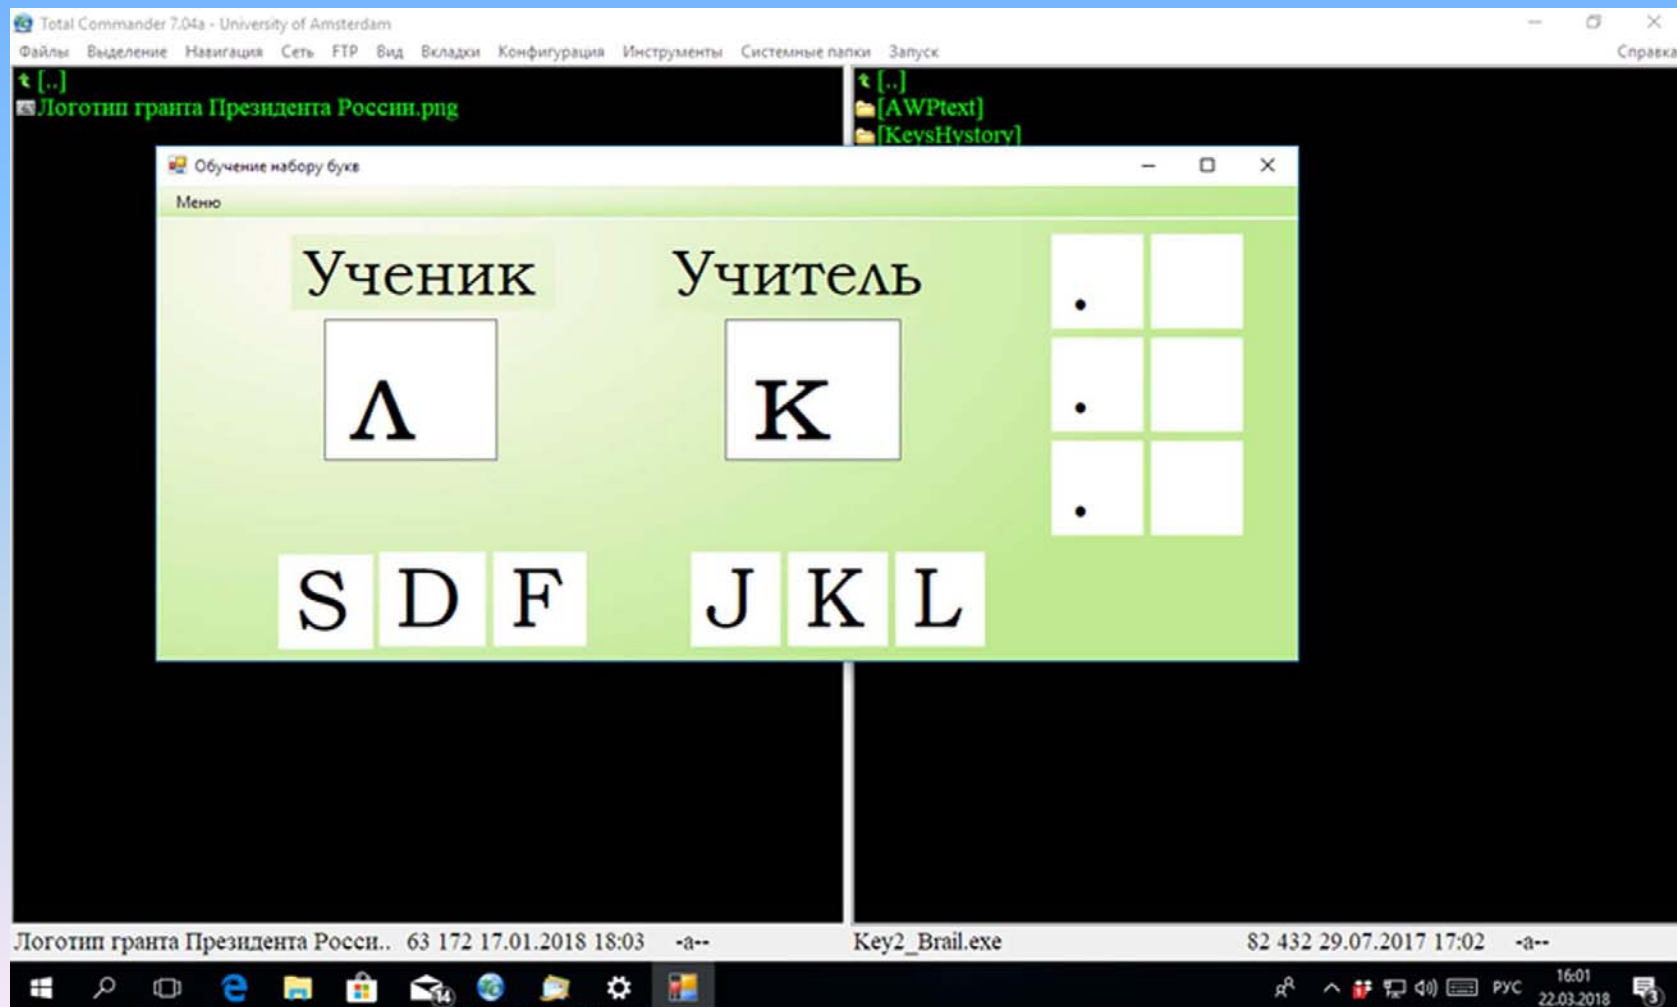 Total Commander 7.04a - University of Amsterdam
Файлы Выделение Навигация Сеть FTP Вид Вкладки Конфигурация Инструменты Системные папки Запуск Справка
[..]
Логотип гранта Президента России.png
[..]
[AWPtext]
[KeysHystory]
Обучение набору букв
Меню
Ученик Учитель
л к
.
.
.
S D F J K L
Логотип гранта Президента Росси.. 63 172 17.01.2018 18:03 -a--
Key2_Brail.exe 82 432 29.07.2017 17:02 -a--
14
РУС
16:01
22.03.2018
3